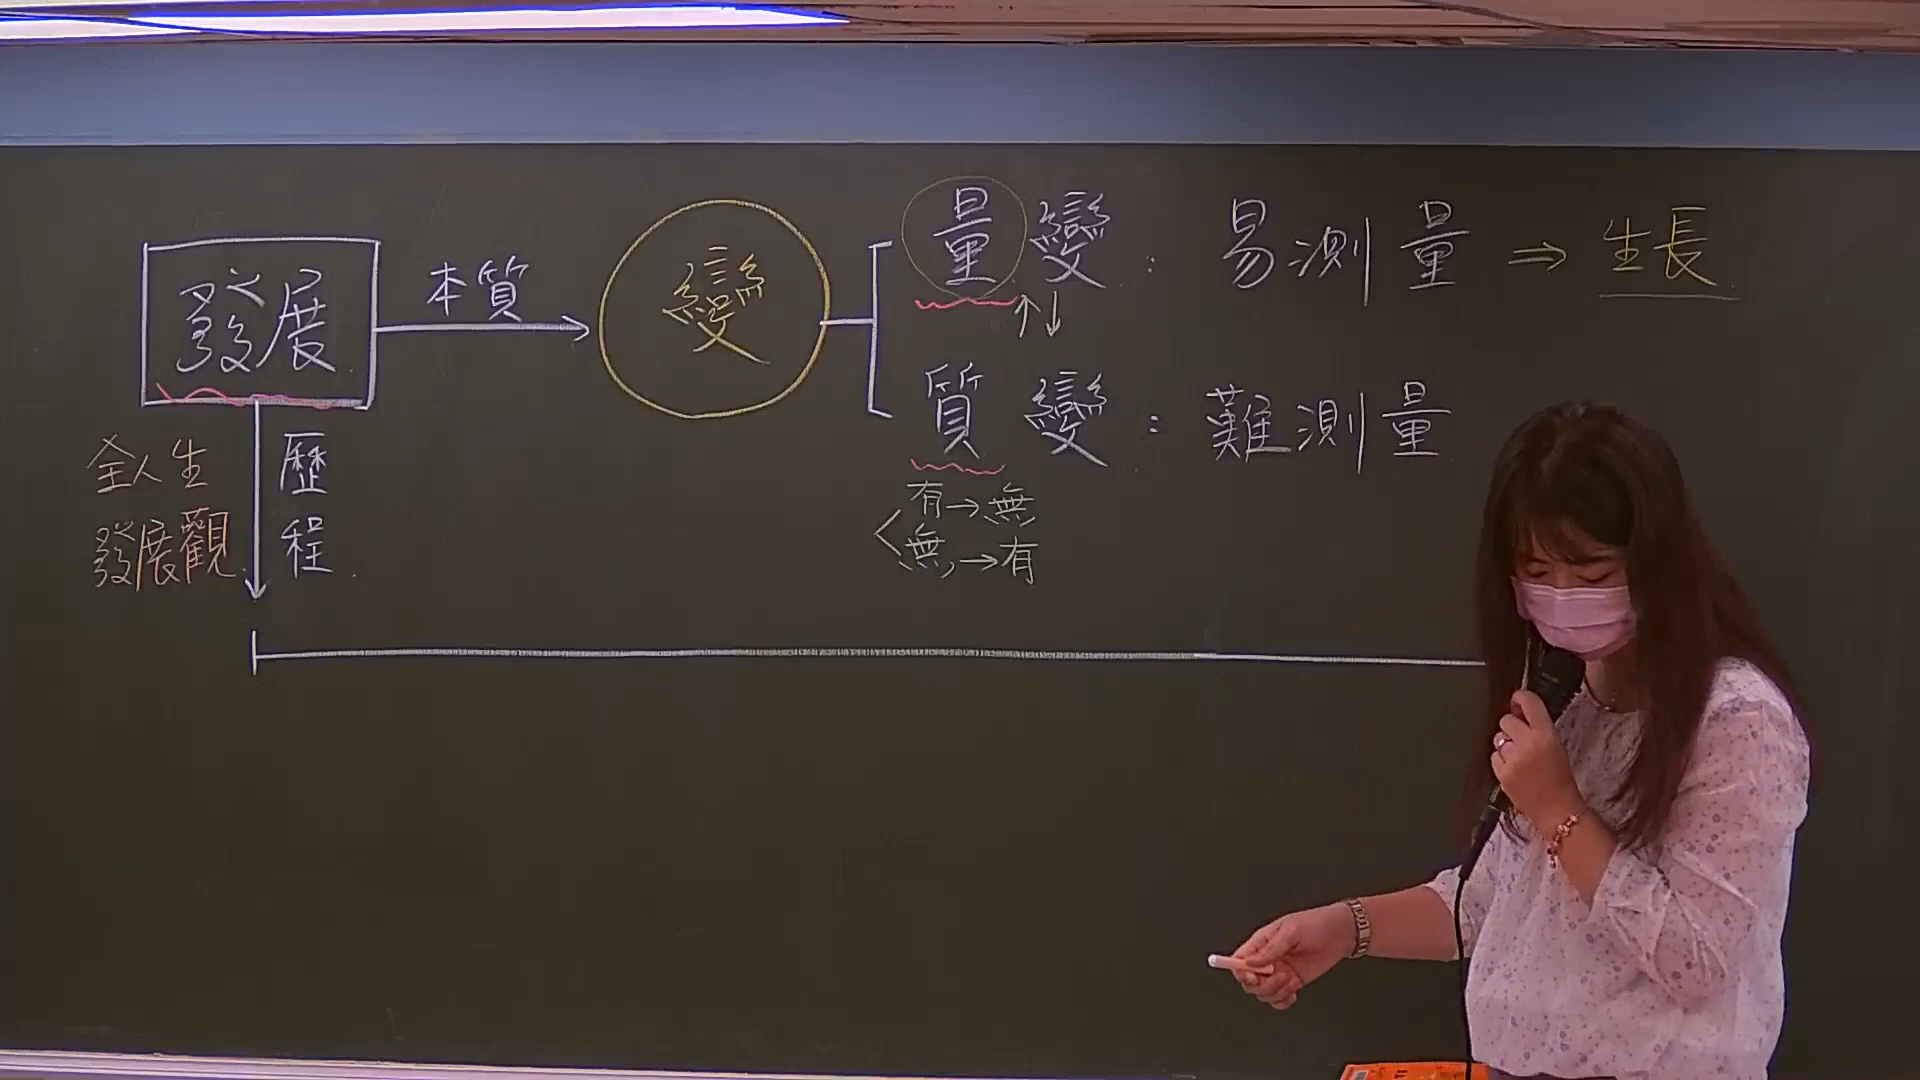 發展
本質
變
量變：易測量⇒生長
↑↓
質變：難測量
有→無
無→有
全人生
發展觀
歷
程